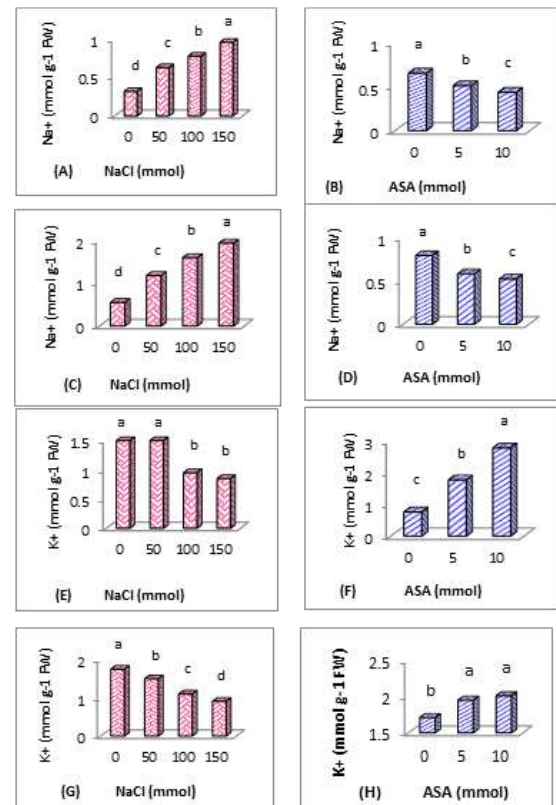 a
b
c
d
1
0.5
0
Na+ (mmol g-1 FW)
0 50 100 150
(A) NaCl (mmol)
a
b
c
1
0.5
0
Na+ (mmol g-1 FW)
0 5 10
(B) ASA (mmol)
a
b
c
d
2
1
0
Na+ (mmol g-1 FW)
0 50 100 150
(C) NaCl (mmol)
a
b
c
1
0.5
0
Na+ (mmol g-1 FW)
0 5 10
(D) ASA (mmol)
a a
b b
1.5
1
0.5
0
K+ (mmol g-1 FW)
0 50 100 150
(E) NaCl (mmol)
a
b
c
3
2
1
0
K+ (mmol g-1 FW)
0 5 10
(F) ASA (mmol)
a
b
c
d
2
1
0
K+ (mmol g-1 FW)
0 50 100 150
(G) NaCl (mmol)
a a
b
2.5
2
1.5
K+ (mmol g-1 FW)
0 5 10
(H) ASA (mmol)